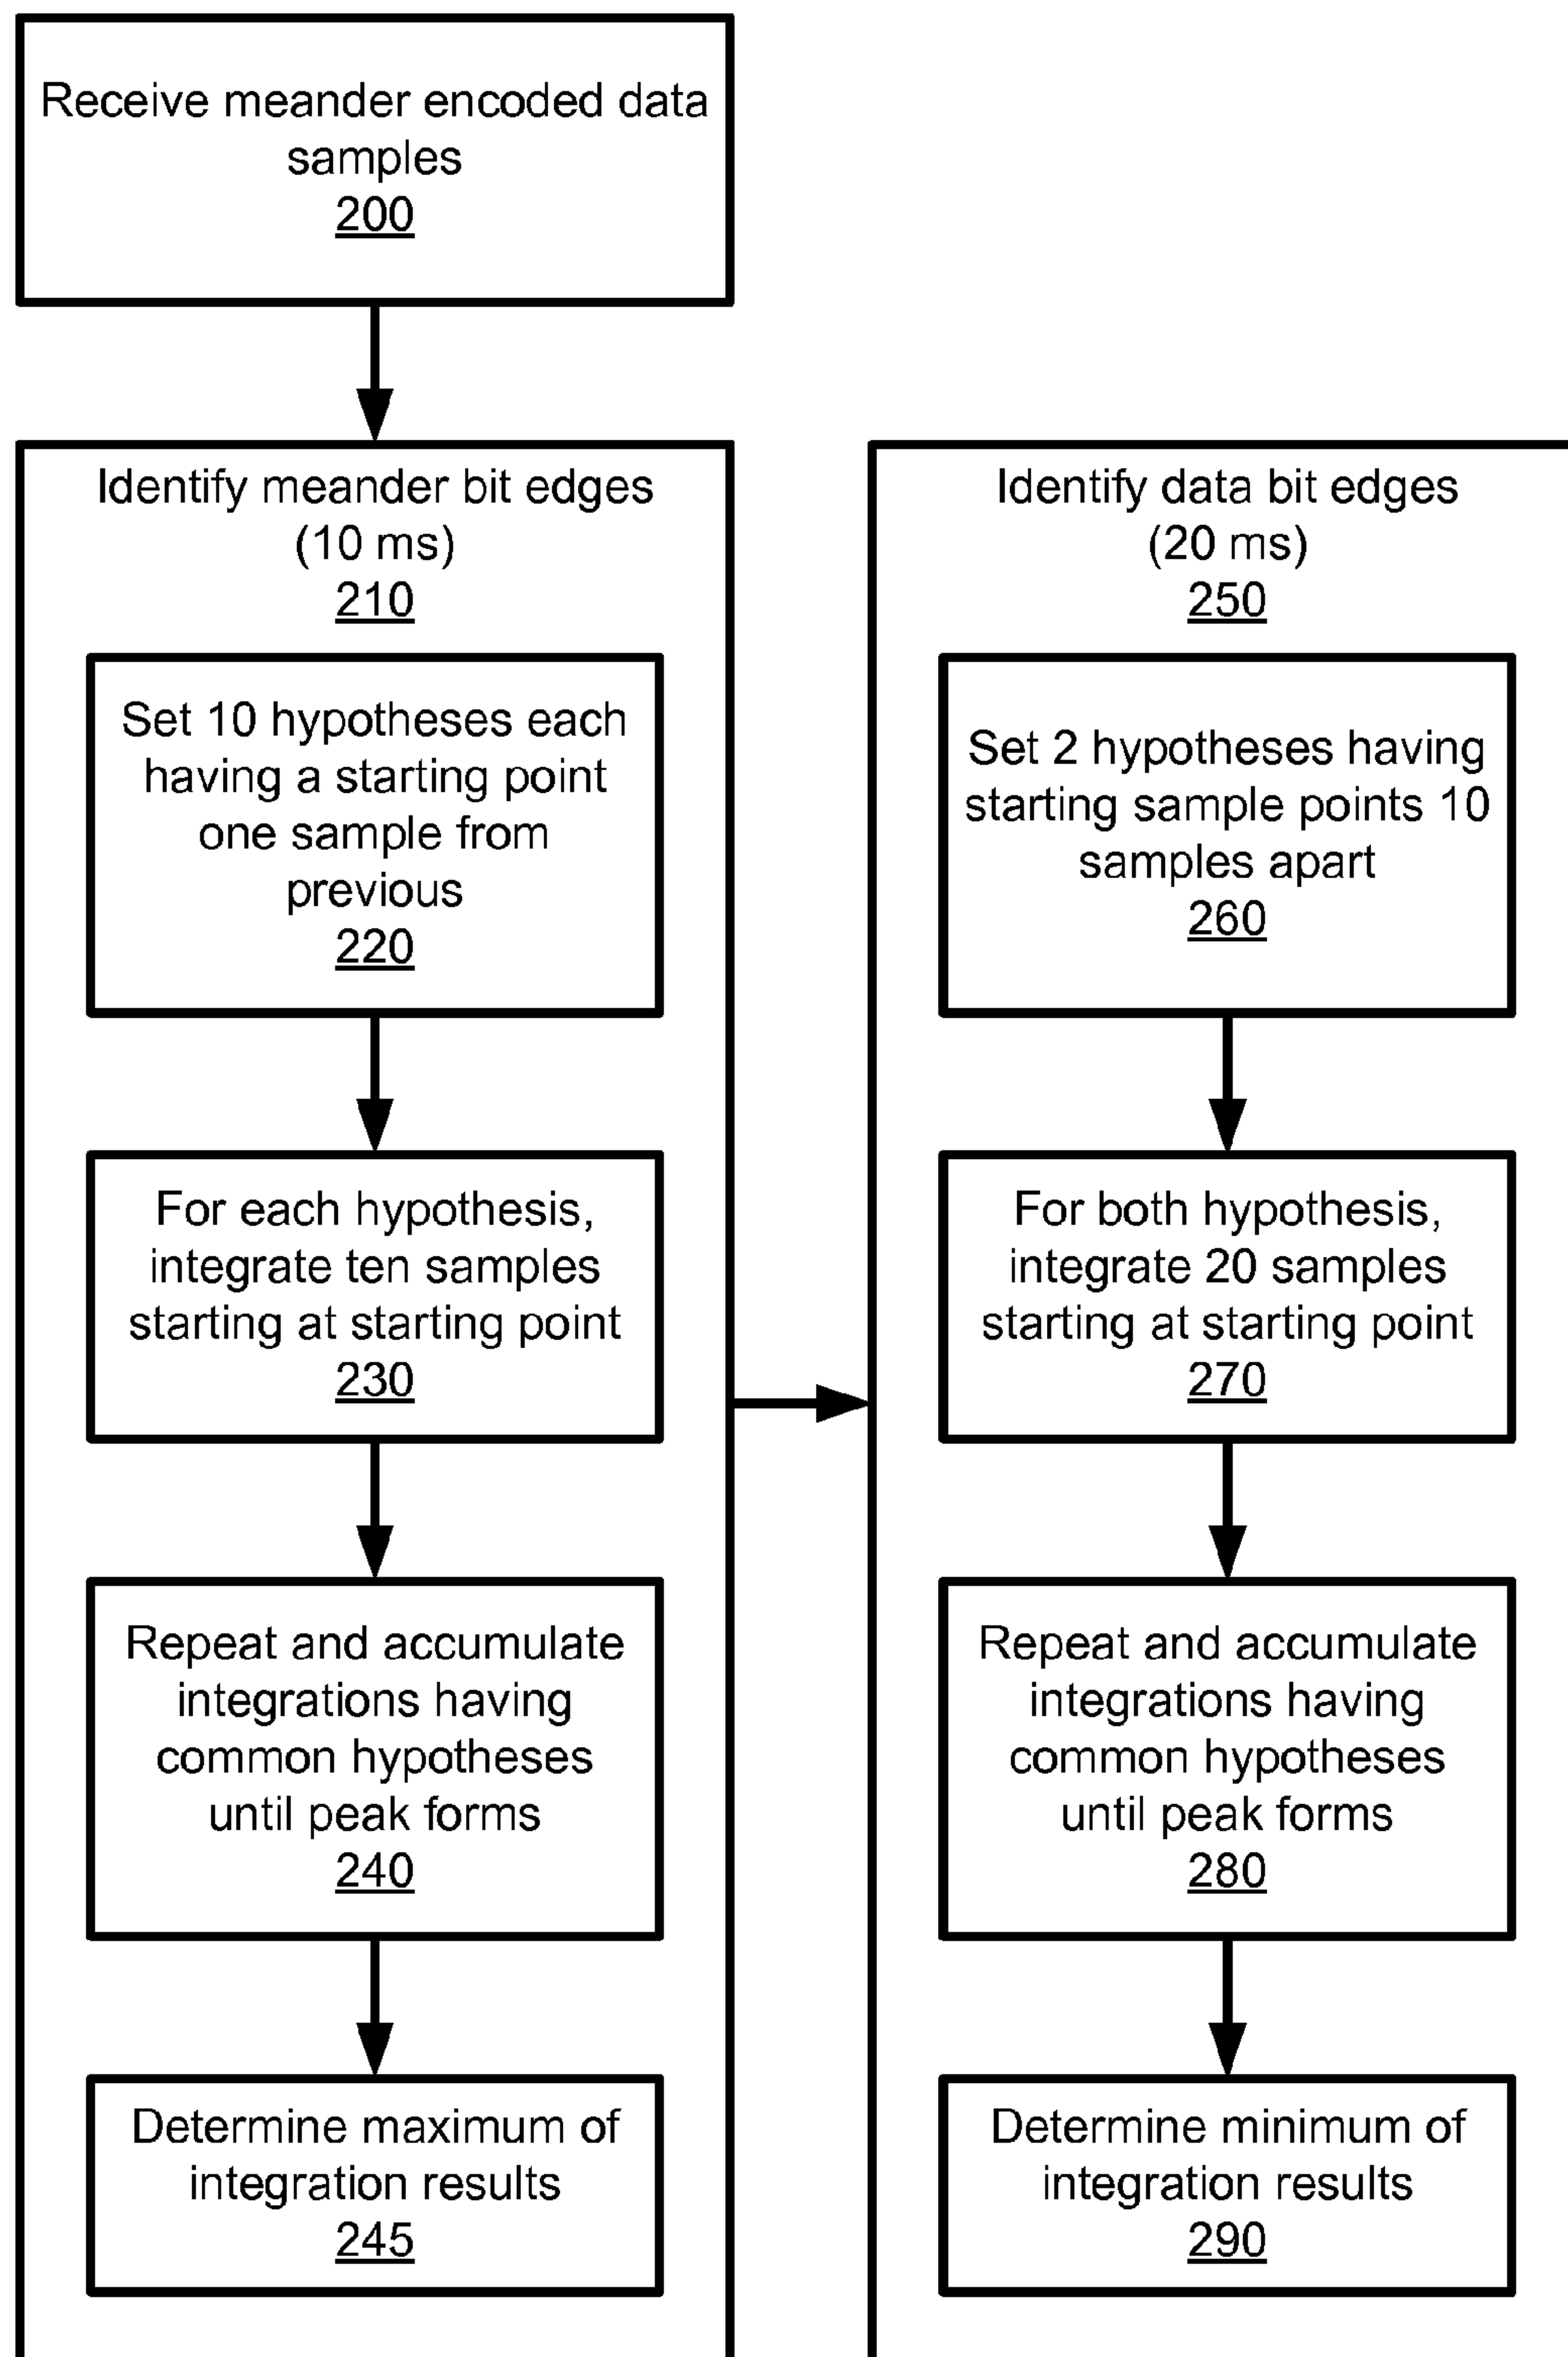 Receive meander encoded data
samples
200
Identify meander bit edges
(10 ms)
210
Set 10 hypotheses each
having a starting point
one sample from
previous
220
For each hypothesis,
integrate ten samples
starting at starting point
230
Repeat and accumulate
integrations having
common hypotheses
until peak forms
240
Determine maximum of
integration results
245
Identify data bit edges
(20 ms)
250
Set 2 hypotheses having
starting sample points 10
samples apart
260
For both hypothesis,
integrate 20 samples
starting at starting point
270
Repeat and accumulate
integrations having
common hypotheses
until peak forms
280
Determine minimum of
integration results
290